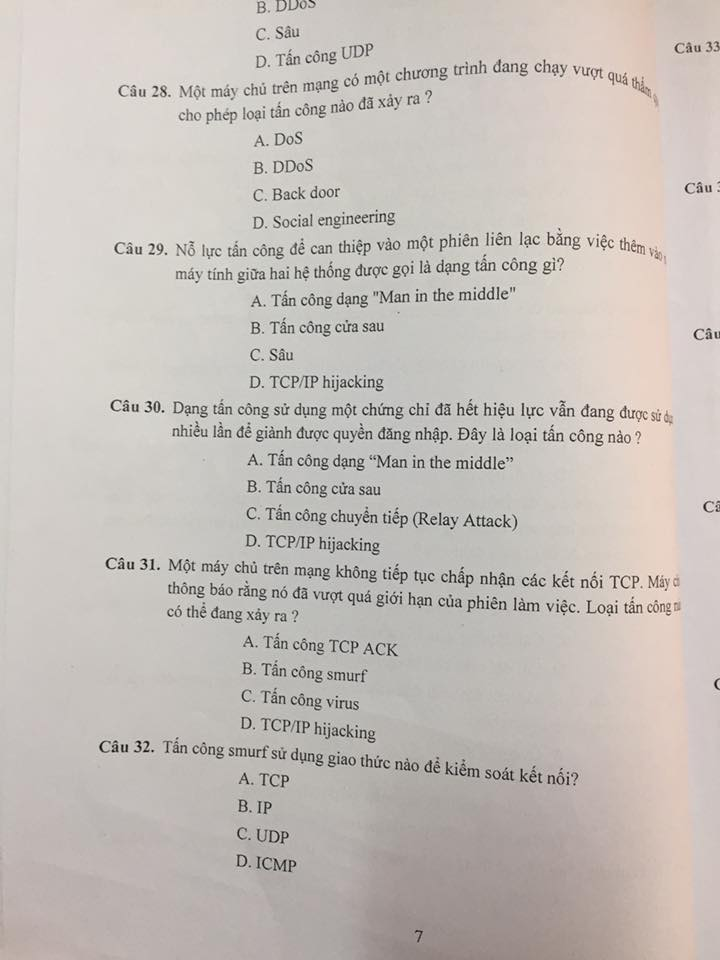 B. DDoS
C. Sâu
D. Tấn công UDP
Câu 28. Một máy chủ trên mạng có một chương trình đang chạy vượt quá thẩm
cho phép loại tấn công nào đã xảy ra ?
A. DoS
B. DDoS
C. Back door
D. Social engineering
Câu 29. Nỗ lực tấn công để can thiệp vào một phiên liên lạc bằng việc thêm vào
máy tính giữa hai hệ thống được gọi là dạng tấn công gì?
A. Tấn công dạng "Man in the middle"
B. Tấn công cửa sau
C. Sâu
D. TCP/IP hijacking
Câu 30. Dạng tấn công sử dụng một chứng chỉ đã hết hiệu lực vẫn đang được sử
nhiều lần để giành được quyền đăng nhập. Đây là loại tấn công nào ?
A. Tấn công dạng “Man in the middle”
B. Tấn công cửa sau
C. Tấn công chuyển tiếp (Relay Attack)
D. TCP/IP hijacking
Câu 31. Một máy chủ trên mạng không tiếp tục chấp nhận các kết nối TCP. Máy
thông báo rằng nó đã vượt quá giới hạn của phiên làm việc. Loại tấn công
có thể đang xảy ra ?
A. Tấn công TCP ACK
B. Tấn công smurf
C. Tấn công virus
D. TCP/IP hijacking
Câu 32. Tấn công smurf sử dụng giao thức nào để kiểm soát kết nối?
A. TCP
B. IP
C. UDP
D. ICMP
7
Câu 33
Câu
Câu